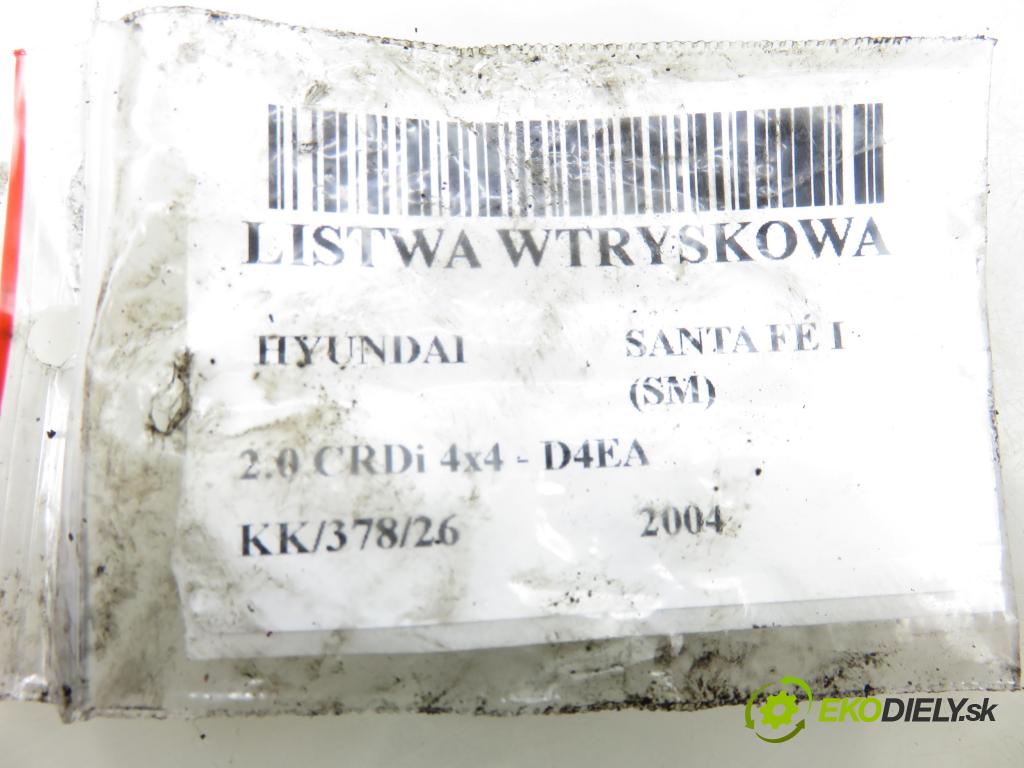 LISTWA WTRYSKOWA
HYUNDAI SANTA FÉ I
(SM)
2.0 CRDi 4x4 - D4EA
KK/378/26 2004
EKODIELY.sk